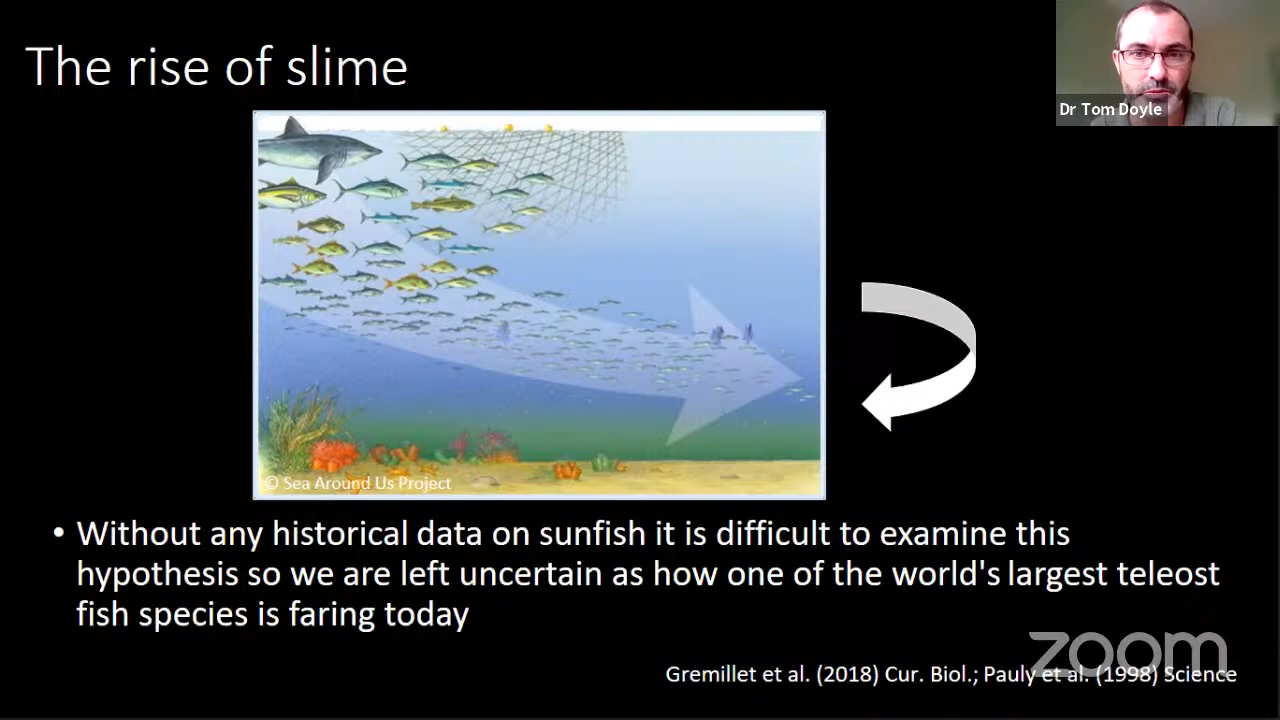 The rise of slime
Dr Tom Doyle
© Sea Around Us Project
• Without any historical data on sunfish it is difficult to examine this
hypothesis so we are left uncertain as how one of the world's largest teleost
fish species is faring today
zoom
Gremillet et al. (2018) Cur. Biol.; Pauly et al. (1998) Science